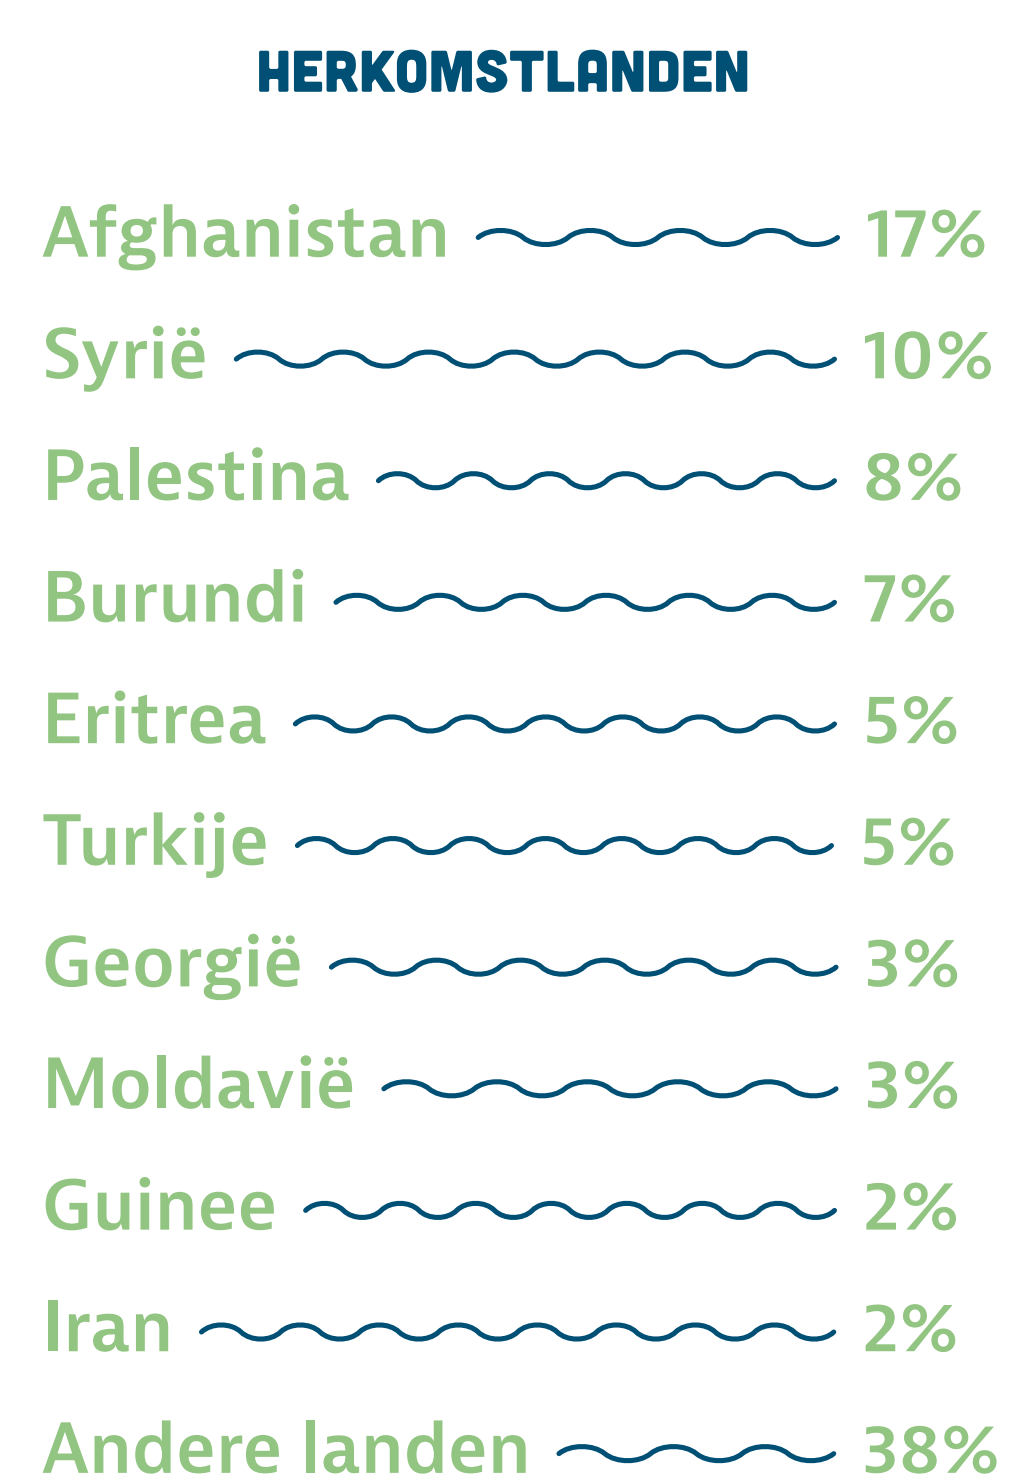 HERKOMSTLANDEN
Afghanistan 17%
Syrië 10%
Palestina 8%
Burundi 7%
Eritrea 5%
Turkije 5%
Georgië 3%
Moldavië 3%
Guinee 2%
Iran 2%
Andere landen 38%